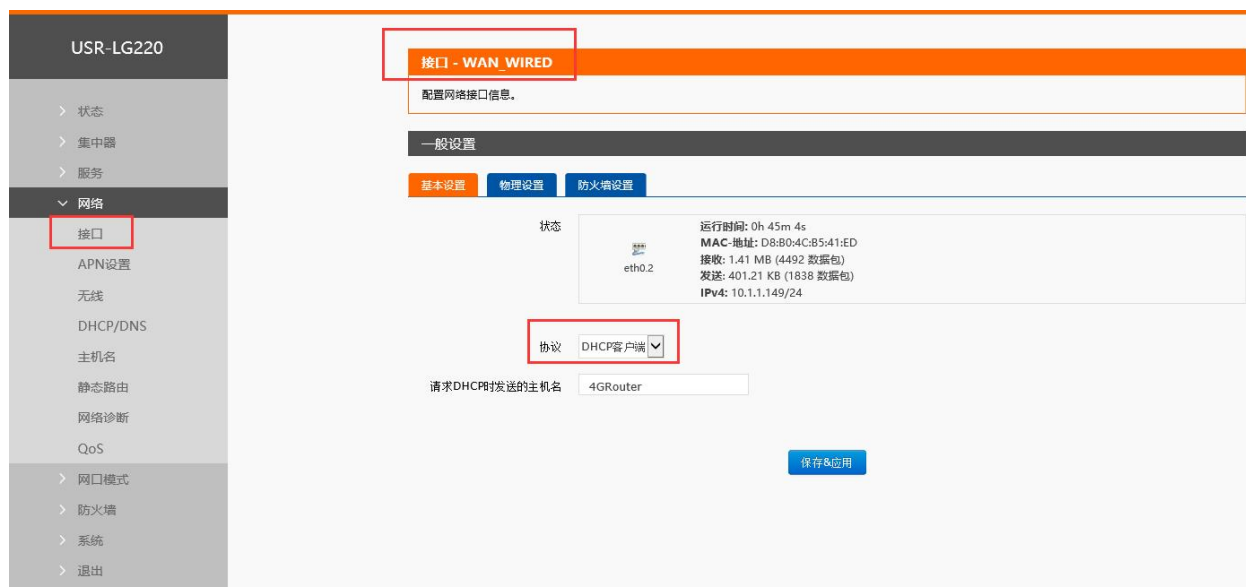 USR-LG220
状态
集中器
服务
网络
接口
APN设置
无线
DHCP/DNS
主机名
静态路由
网络诊断
QoS
网口模式
防火墙
系统
退出
接口 - WAN_WIRED
配置网络接口信息。
一般设置
基本设置 物理设置 防火墙设置
状态
eth0.2
运行时间: 0h 45m 4s
MAC-地址: D8:B0:4C:B5:41:ED
接收: 1.41 MB (4492 数据包)
发送: 401.21 KB (1838 数据包)
IPv4: 10.1.1.149/24
协议 DHCP客户端
请求DHCP时发送的主机名 4GRouter
保存&应用